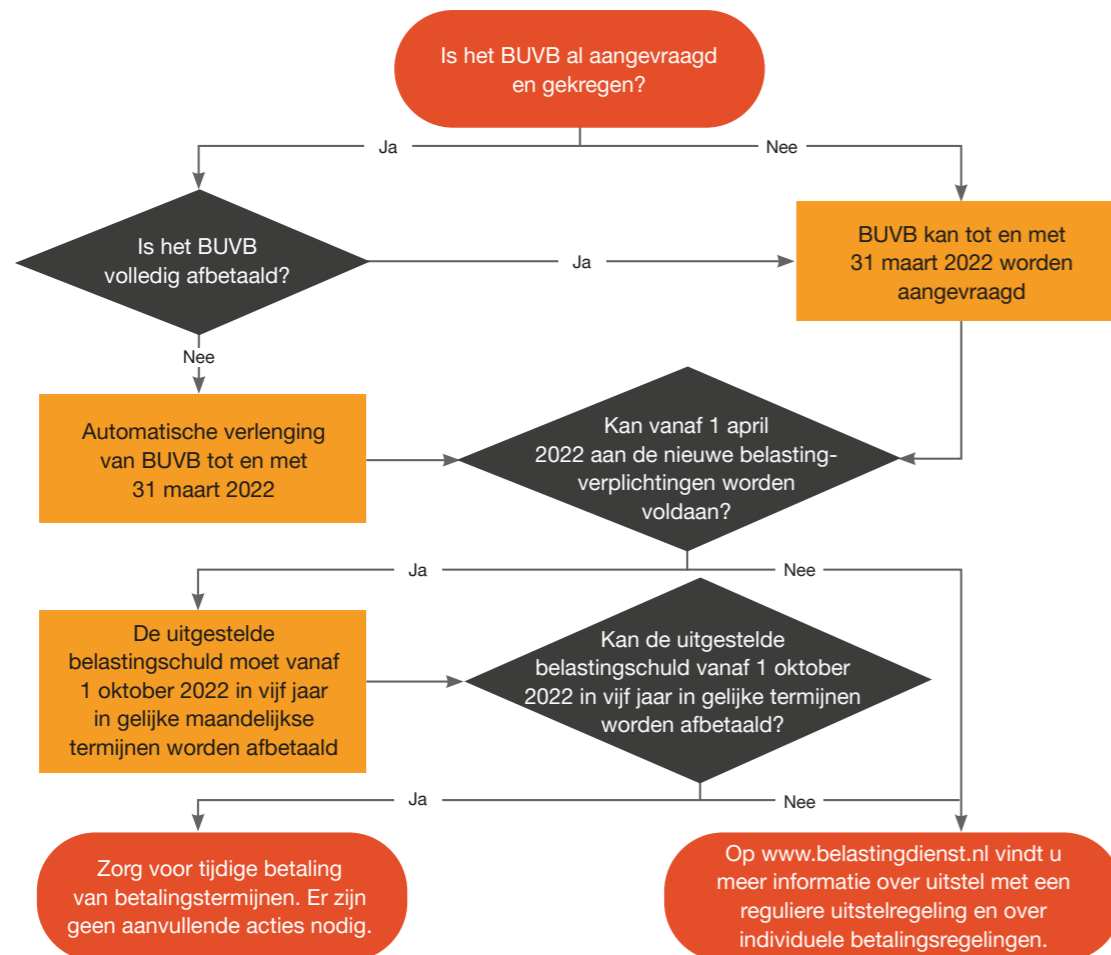 Is het BUVB al aangevraagd
en gekregen?
Ja
Nee
Is het BUVB
volledig afbetaald?
Ja
BUVB kan tot en met
31 maart 2022 worden
aangevraagd
Nee
Automatische verlenging
van BUVB tot en met
31 maart 2022
Kan vanaf 1 april
2022 aan de nieuwe belasting-
verplichtingen worden
voldaan?
Ja
Nee
De uitgestelde
belastingschuld moet vanaf
1 oktober 2022 in vijf jaar
in gelijke maandelijkse
termijnen worden afbetaald
Kan de uitgestelde
belastingschuld vanaf 1 oktober
2022 in vijf jaar in gelijke termijnen
worden afbetaald?
Ja
Nee
Zorg voor tijdige betaling
van betalingstermijnen. Er zijn
geen aanvullende acties nodig.
Op www.belastingdienst.nl vindt u
meer informatie over uitstel met een
reguliere uitstelregeling en over
individuele betalingsregelingen.